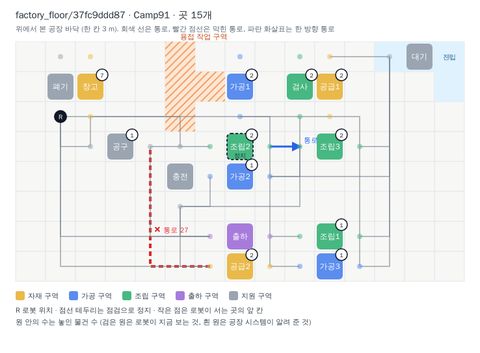 factory_floor/37fc9ddd87 · Camp91 · 곳 15개
위에서 본 공장 바닥 (한 칸 3 m). 회색 선은 통로, 빨간 점선은 막힌 통로, 파란 화살표는 한 방향 통로
용접 작업 구역
대기
진입
폐기
창고
7
가공1
2
검사
2
공급1
2
R
공구
1
조립2
2
통로
조립3
2
충전
가공2
1
✕ 통로 27
출하
조립1
1
공급2
2
가공3
1
자재 구역
가공 구역
조립 구역
출하 구역
지원 구역
R 로봇 위치 · 점선 테두리는 점검으로 정지 · 작은 점은 로봇이 서는 곳의 앞 칸
원 안의 수는 놓인 물건 수 (검은 원은 로봇이 지금 보는 것, 흰 원은 공장 시스템이 알려 준 것)